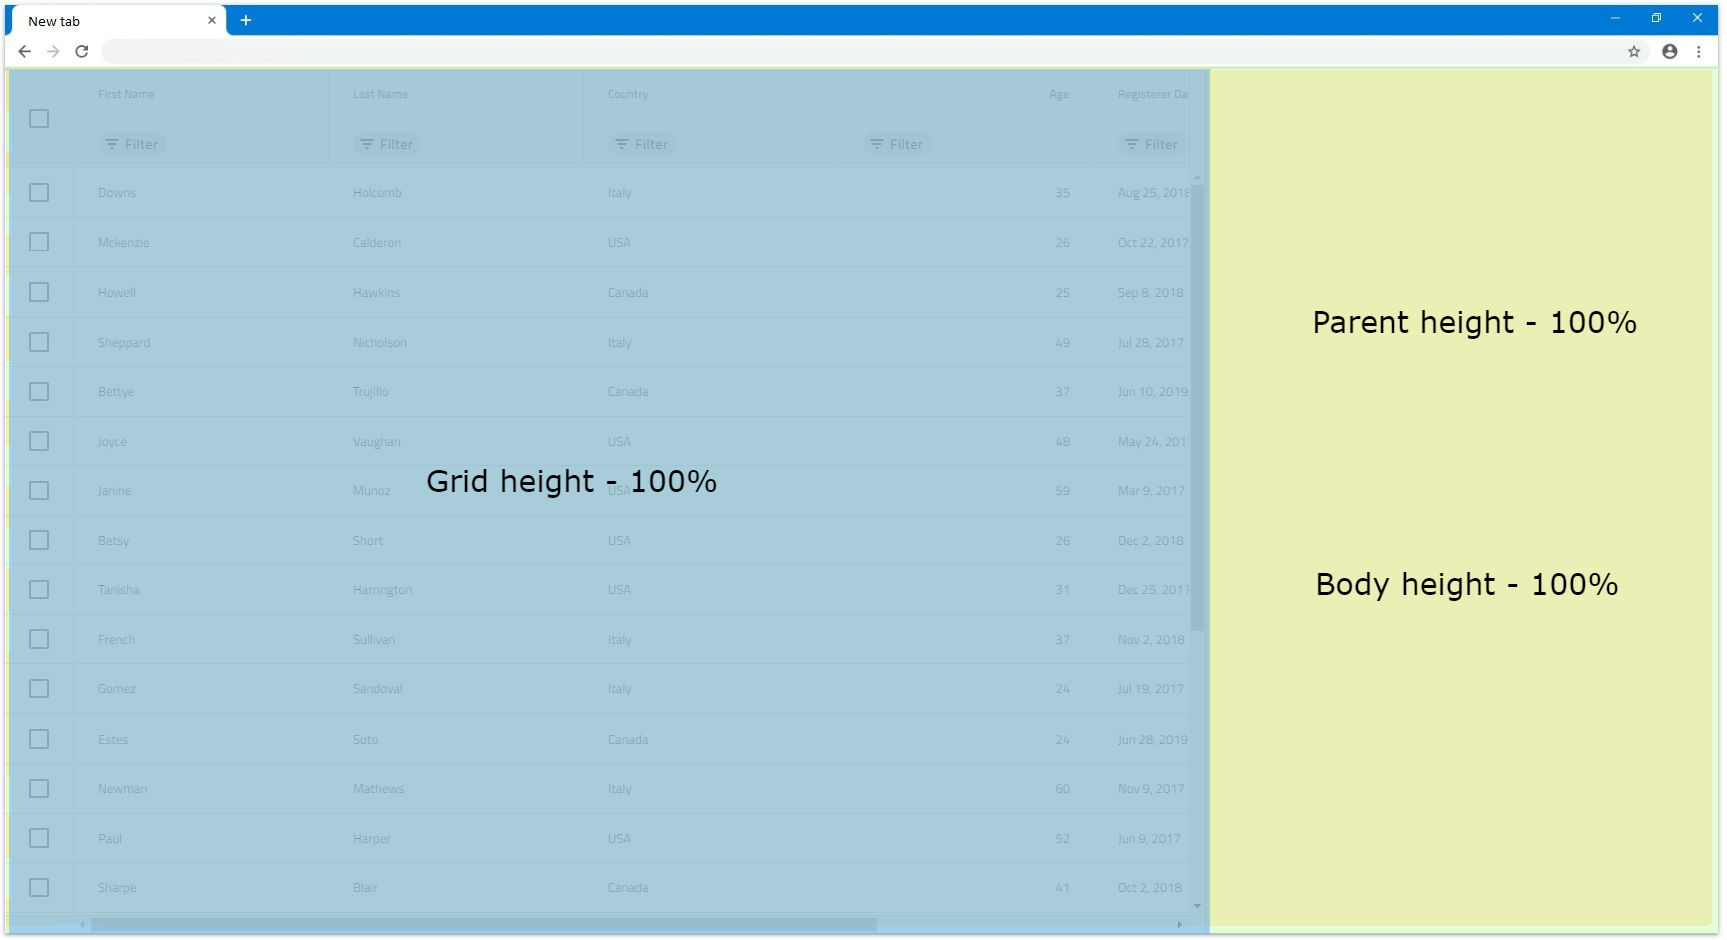 New tab
First Name Last Name Country Age Registerer Da
Filter Filter Filter Filter Filter
Downs Holcomb Italy 35 Aug 25, 2018
Mckenzie Calderon USA 26 Oct 22, 2017
Howell Hawkins Canada 25 Sep 8, 2018
Parent height - 100%
Sheppard Nicholson Italy 49 Jul 28, 2017
Bettye Trujillo Canada 37 Jun 10, 2019
Joyce Vaughan USA 48 May 24, 201
Grid height - 100%
Janine Munoz USA 59 Mar 9, 2017
Betsy Short USA 26 Dec 2, 2018
Body height - 100%
Tanisha Harrington USA 31 Dec 25, 2017
French Sullivan Italy 37 Nov 2, 2018
Gomez Sandoval Italy 24 Jul 19, 2017
Estes Soto Canada 24 Jun 28, 2019
Newman Mathews Italy 60 Nov 9, 2017
Paul Harper USA 52 Jun 9, 2017
Sharpe Blair Canada 41 Oct 2, 2018